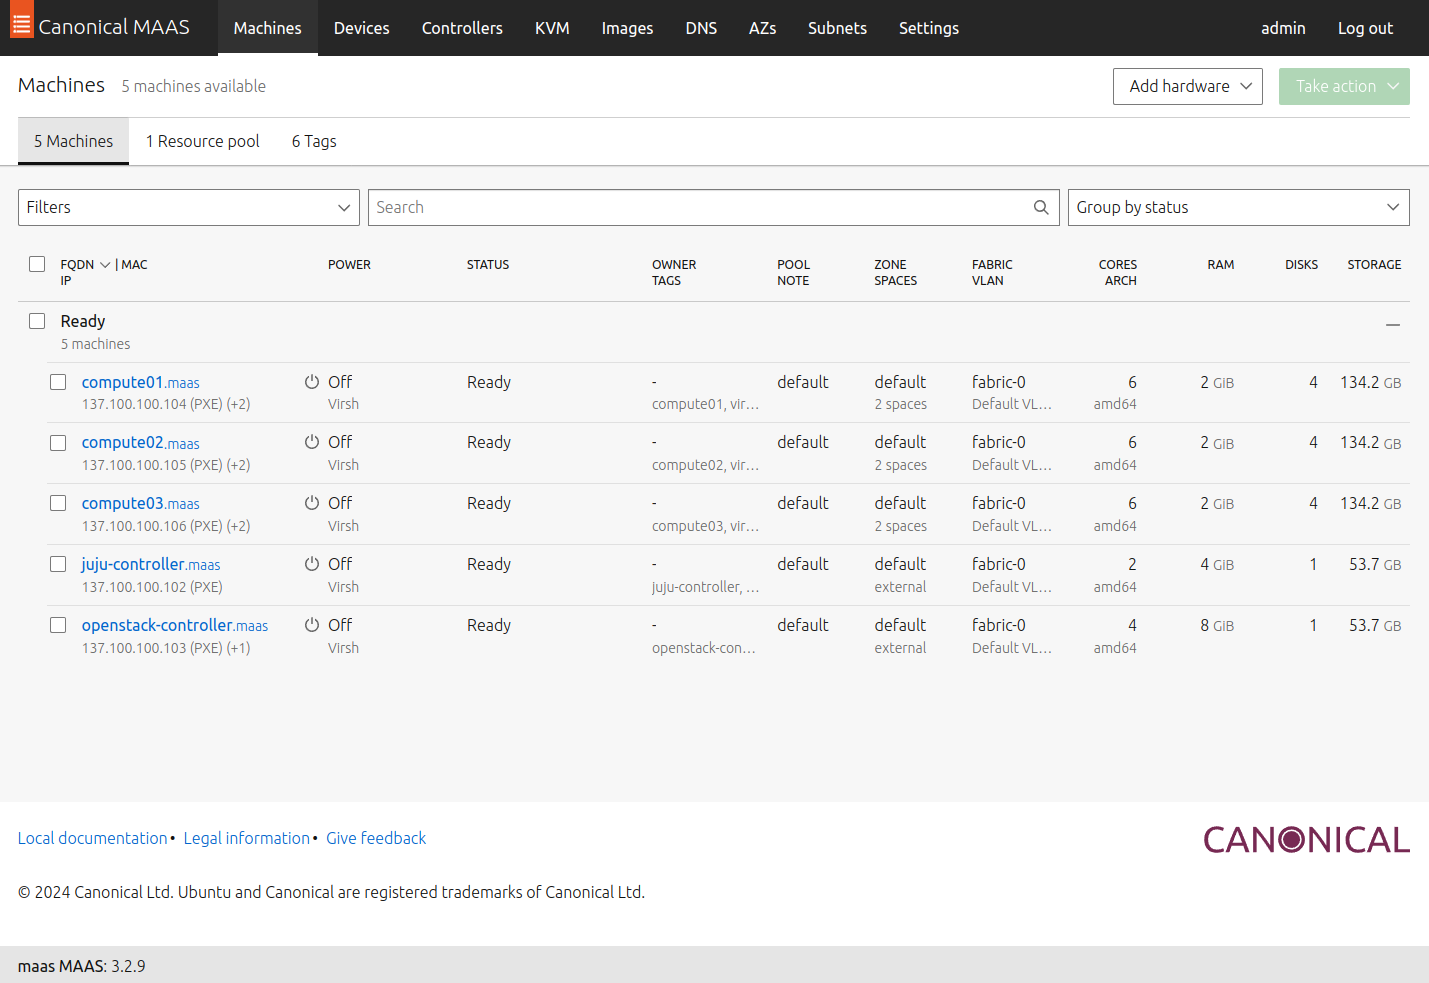 Canonical MAAS Machines Devices Controllers KVM Images DNS AZs Subnets Settings admin Log out
Machines 5 machines available Add hardware Take action
5 Machines 1 Resource pool 6 Tags
Filters Search Group by status
FQDN | MAC POWER STATUS OWNER POOL ZONE FABRIC CORES RAM DISKS STORAGE
IP TAGS NOTE SPACES VLAN ARCH
Ready
5 machines
compute01.maas Off Ready - default default fabric-0 6 2 GiB 4 134.2 GB
137.100.100.104 (PXE) (+2) Virsh compute01, vir... 2 spaces Default VL... amd64
compute02.maas Off Ready - default default fabric-0 6 2 GiB 4 134.2 GB
137.100.100.105 (PXE) (+2) Virsh compute02, vir... 2 spaces Default VL... amd64
compute03.maas Off Ready - default default fabric-0 6 2 GiB 4 134.2 GB
137.100.100.106 (PXE) (+2) Virsh compute03, vir... 2 spaces Default VL... amd64
juju-controller.maas Off Ready - default default fabric-0 2 4 GiB 1 53.7 GB
137.100.100.102 (PXE) Virsh juju-controller, ... external Default VL... amd64
openstack-controller.maas Off Ready - default default fabric-0 4 8 GiB 1 53.7 GB
137.100.100.103 (PXE) (+1) Virsh openstack-con... external Default VL... amd64
Local documentation • Legal information • Give feedback CANONICAL
© 2024 Canonical Ltd. Ubuntu and Canonical are registered trademarks of Canonical Ltd.
maas MAAS: 3.2.9